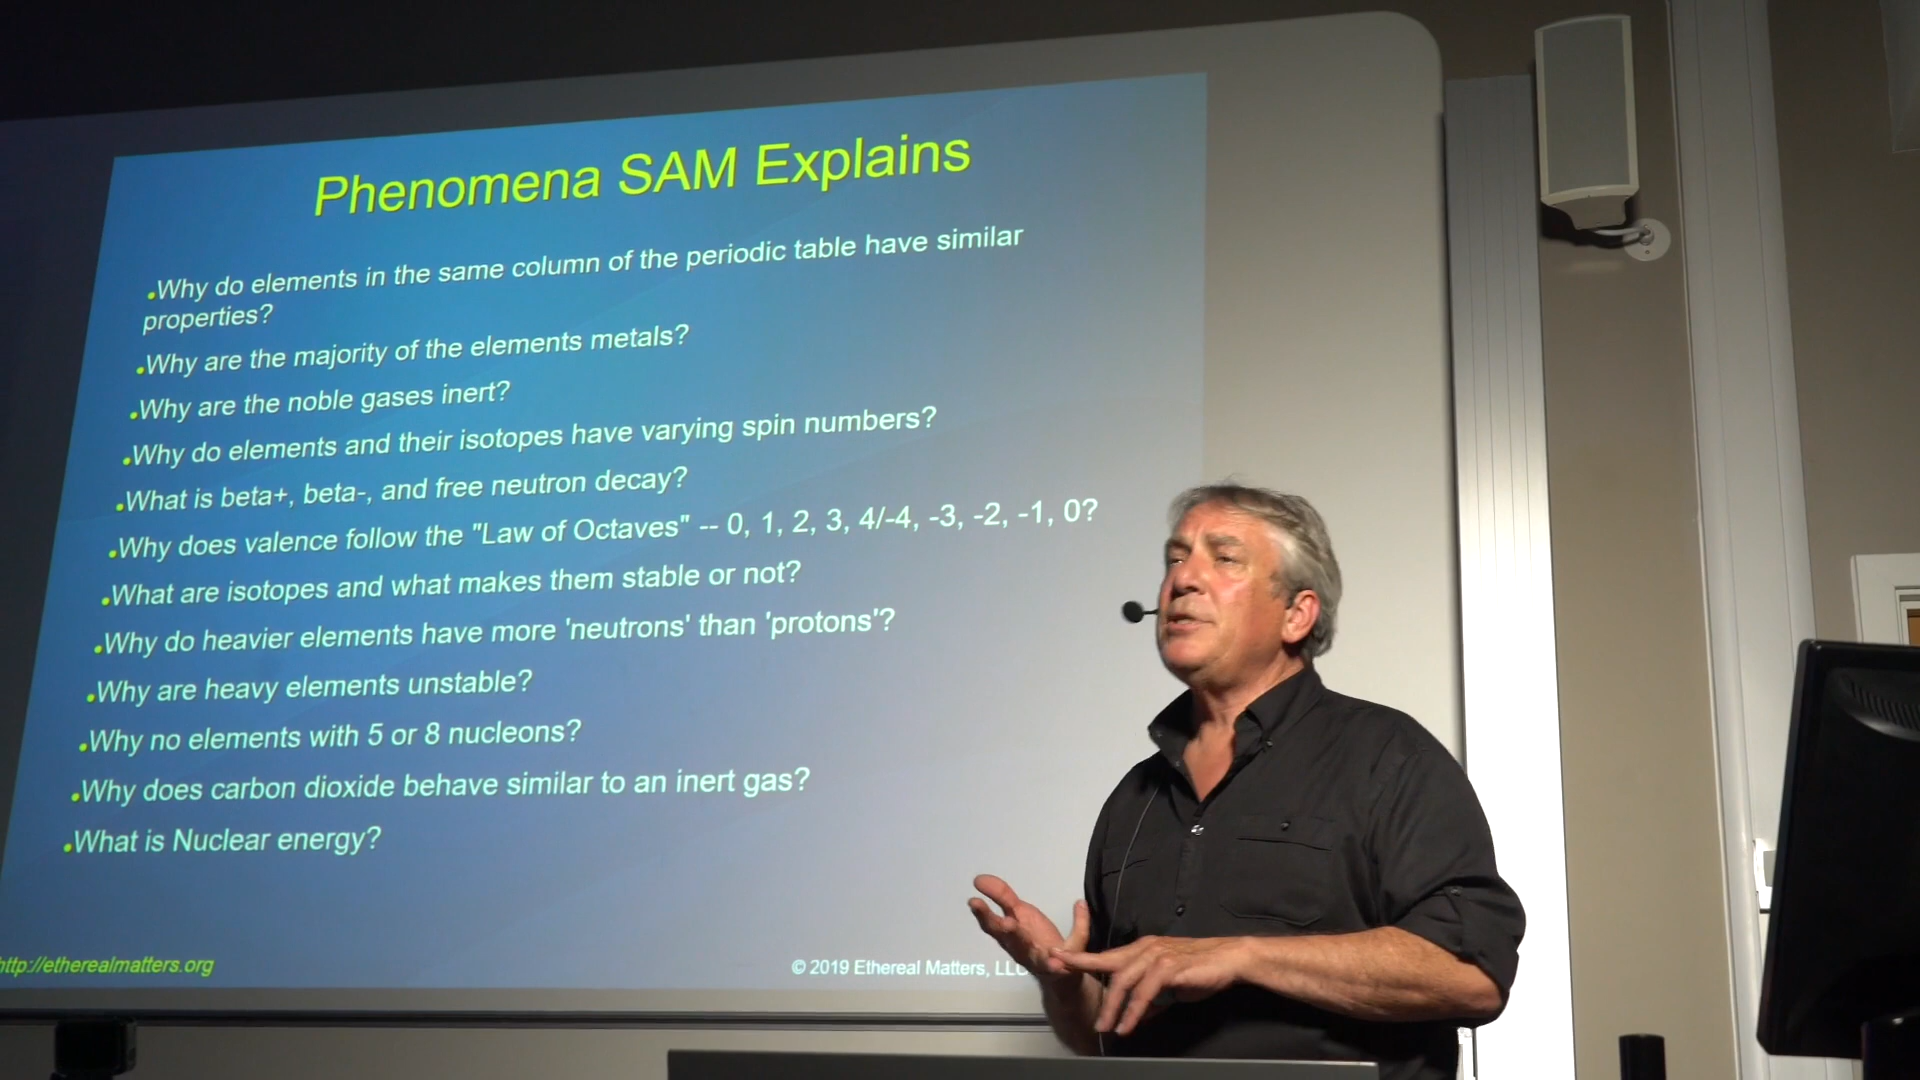 Phenomena SAM Explains
•Why do elements in the same column of the periodic table have similar
properties?
•Why are the majority of the elements metals?
•Why are the noble gases inert?
•Why do elements and their isotopes have varying spin numbers?
•What is beta+, beta-, and free neutron decay?
•Why does valence follow the "Law of Octaves" -- 0, 1, 2, 3, 4/-4, -3, -2, -1, 0?
•What are isotopes and what makes them stable or not?
•Why do heavier elements have more 'neutrons' than 'protons'?
•Why are heavy elements unstable?
•Why no elements with 5 or 8 nucleons?
•Why does carbon dioxide behave similar to an inert gas?
•What is Nuclear energy?
http://etherealmatters.org
© 2019 Ethereal Matters, LLC